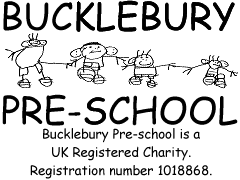 BUCKLEBURY
PRE-SCHOOL
Bucklebury Pre-school is a
UK Registered Charity.
Registration number 1018868.